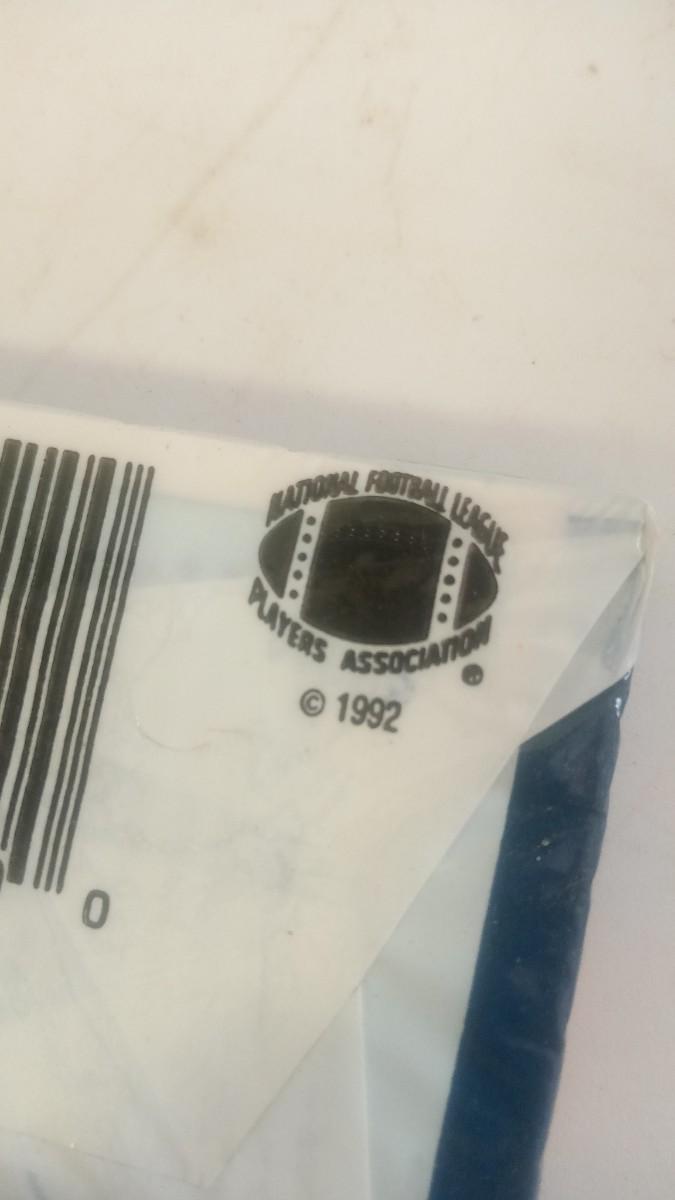 NATIONAL FOOTBALL LEAGUE
PLAYERS ASSOCIATION
®
© 1992
0